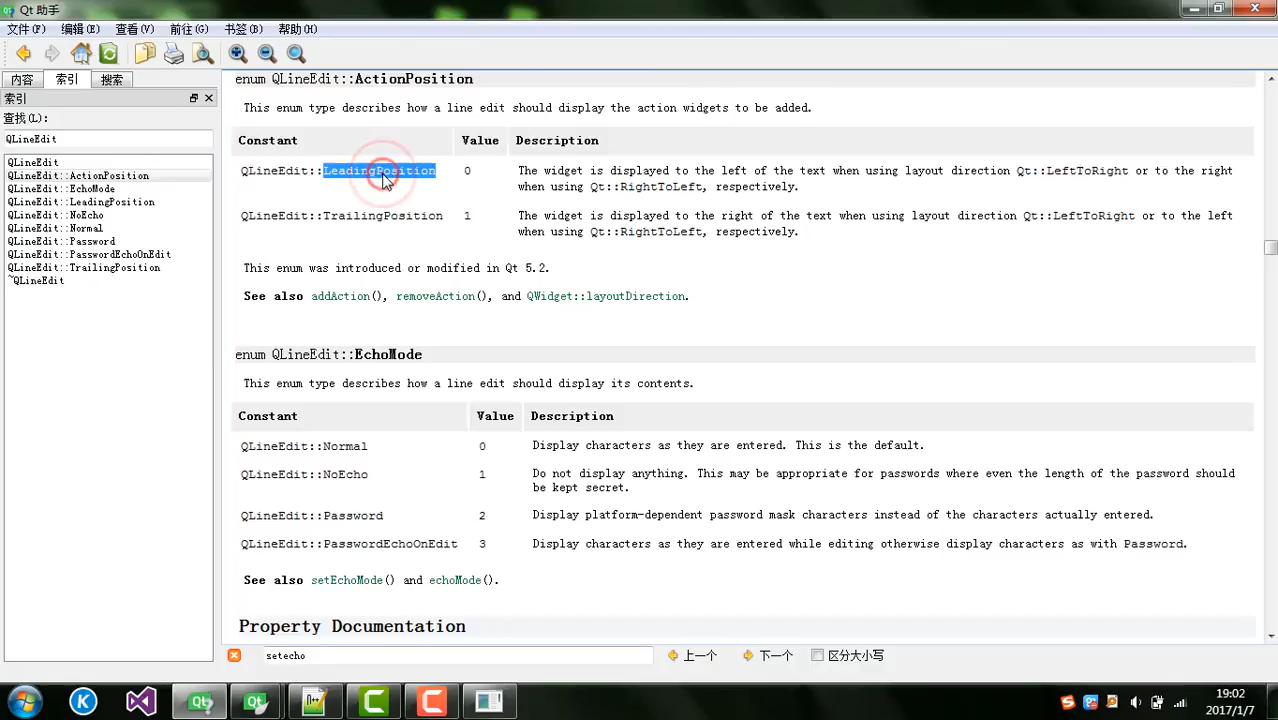 Qt 助手
文件(F) 编辑(E) 查看(V) 前往(G) 书签(B) 帮助(H)
内容 索引 搜索
索引
查找(L):
QLineEdit
QLineEdit
QLineEdit::ActionPosition
QLineEdit::EchoMode
QLineEdit::LeadingPosition
QLineEdit::NoEcho
QLineEdit::Normal
QLineEdit::Password
QLineEdit::PasswordEchoOnEdit
QLineEdit::TrailingPosition
~QLineEdit
enum QLineEdit::ActionPosition
This enum type describes how a line edit should display the action widgets to be added.
Constant Value Description
QLineEdit::LeadingPosition 0 The widget is displayed to the left of the text when using layout direction Qt::LeftToRight or to the right
when using Qt::RightToLeft, respectively.
QLineEdit::TrailingPosition 1 The widget is displayed to the right of the text when using layout direction Qt::LeftToRight or to the left
when using Qt::RightToLeft, respectively.
This enum was introduced or modified in Qt 5.2.
See also addAction(), removeAction(), and QWidget::layoutDirection.
enum QLineEdit::EchoMode
This enum type describes how a line edit should display its contents.
Constant Value Description
QLineEdit::Normal 0 Display characters as they are entered. This is the default.
QLineEdit::NoEcho 1 Do not display anything. This may be appropriate for passwords where even the length of the password should
be kept secret.
QLineEdit::Password 2 Display platform-dependent password mask characters instead of the characters actually entered.
QLineEdit::PasswordEchoOnEdit 3 Display characters as they are entered while editing otherwise display characters as with Password.
See also setEchoMode() and echoMode().
Property Documentation
setecho 上一个 下一个 区分大小写
19:02
2017/1/7